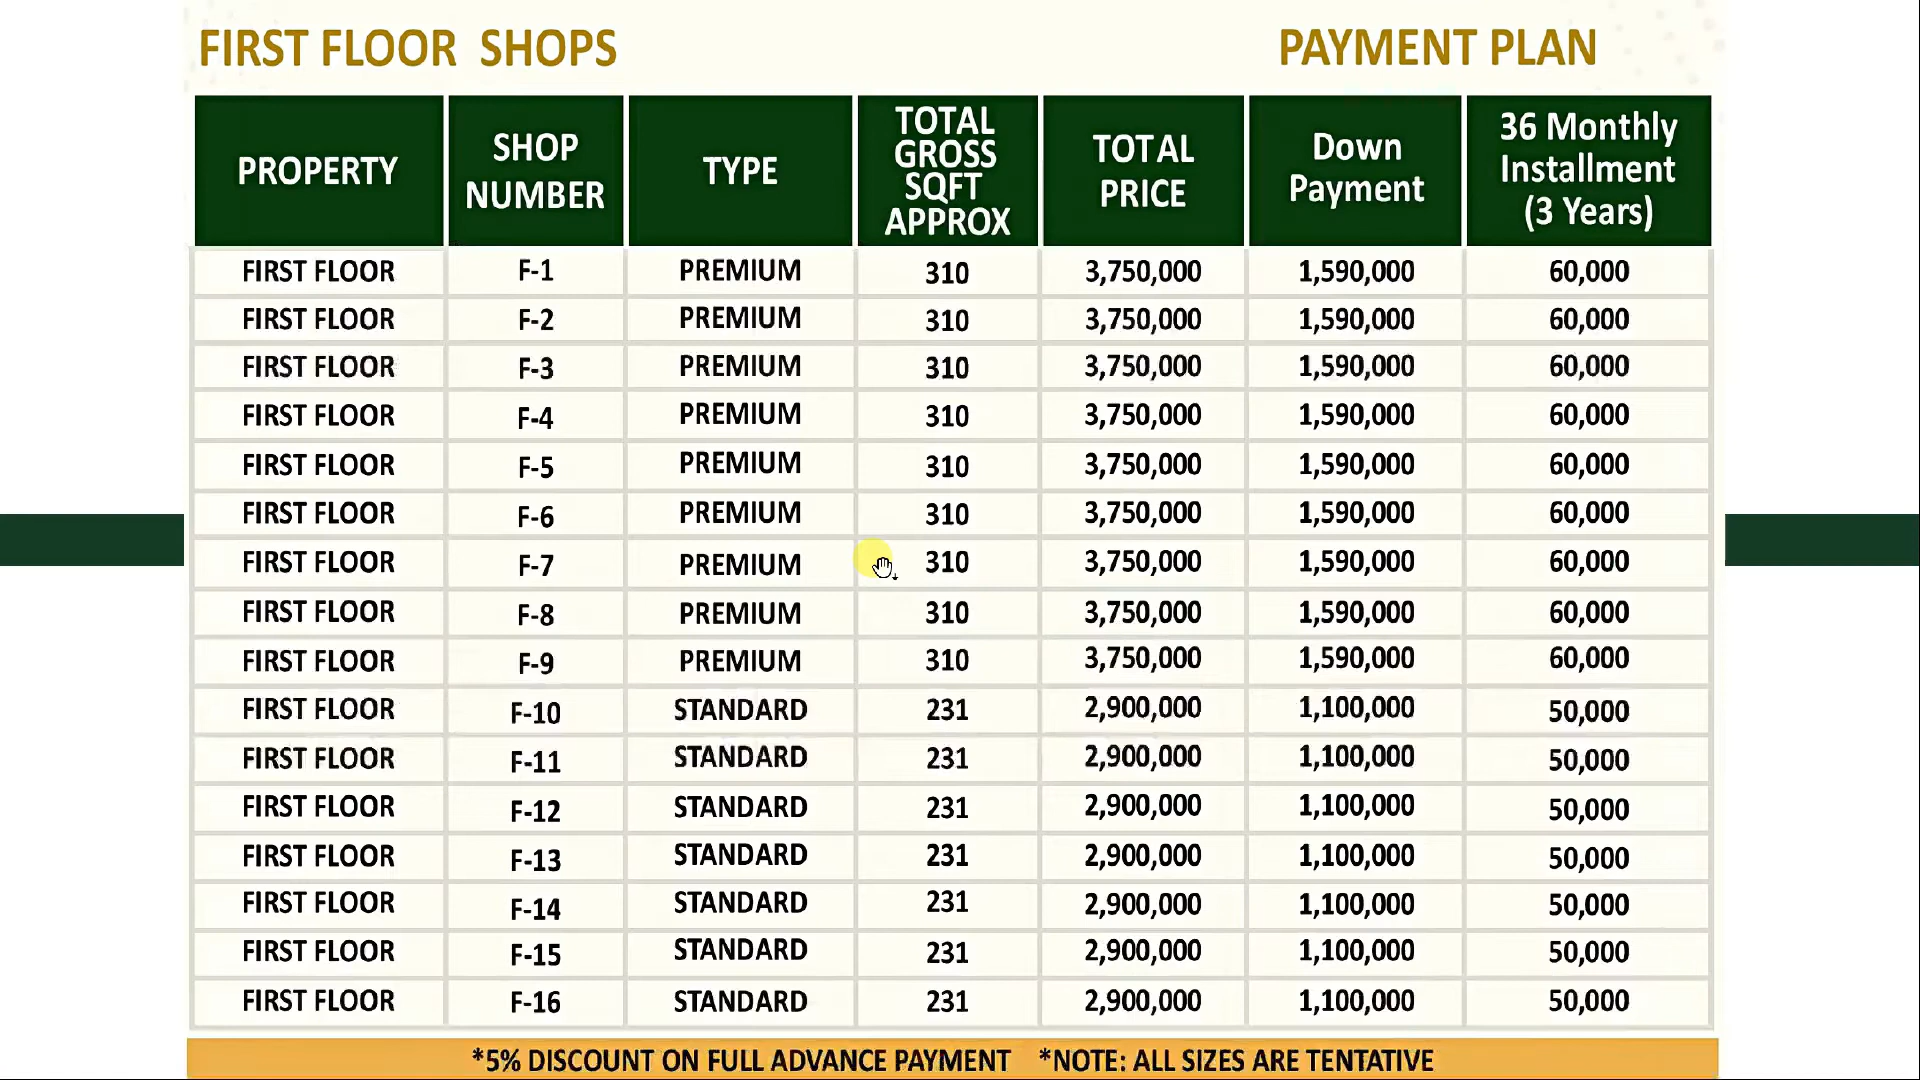 FIRST FLOOR SHOPS PAYMENT PLAN
PROPERTY SHOP NUMBER TYPE TOTAL GROSS SQFT APPROX TOTAL PRICE Down Payment 36 Monthly Installment (3 Years)
FIRST FLOOR F-1 PREMIUM 310 3,750,000 1,590,000 60,000
FIRST FLOOR F-2 PREMIUM 310 3,750,000 1,590,000 60,000
FIRST FLOOR F-3 PREMIUM 310 3,750,000 1,590,000 60,000
FIRST FLOOR F-4 PREMIUM 310 3,750,000 1,590,000 60,000
FIRST FLOOR F-5 PREMIUM 310 3,750,000 1,590,000 60,000
FIRST FLOOR F-6 PREMIUM 310 3,750,000 1,590,000 60,000
FIRST FLOOR F-7 PREMIUM 310 3,750,000 1,590,000 60,000
FIRST FLOOR F-8 PREMIUM 310 3,750,000 1,590,000 60,000
FIRST FLOOR F-9 PREMIUM 310 3,750,000 1,590,000 60,000
FIRST FLOOR F-10 STANDARD 231 2,900,000 1,100,000 50,000
FIRST FLOOR F-11 STANDARD 231 2,900,000 1,100,000 50,000
FIRST FLOOR F-12 STANDARD 231 2,900,000 1,100,000 50,000
FIRST FLOOR F-13 STANDARD 231 2,900,000 1,100,000 50,000
FIRST FLOOR F-14 STANDARD 231 2,900,000 1,100,000 50,000
FIRST FLOOR F-15 STANDARD 231 2,900,000 1,100,000 50,000
FIRST FLOOR F-16 STANDARD 231 2,900,000 1,100,000 50,000
*5% DISCOUNT ON FULL ADVANCE PAYMENT *NOTE: ALL SIZES ARE TENTATIVE